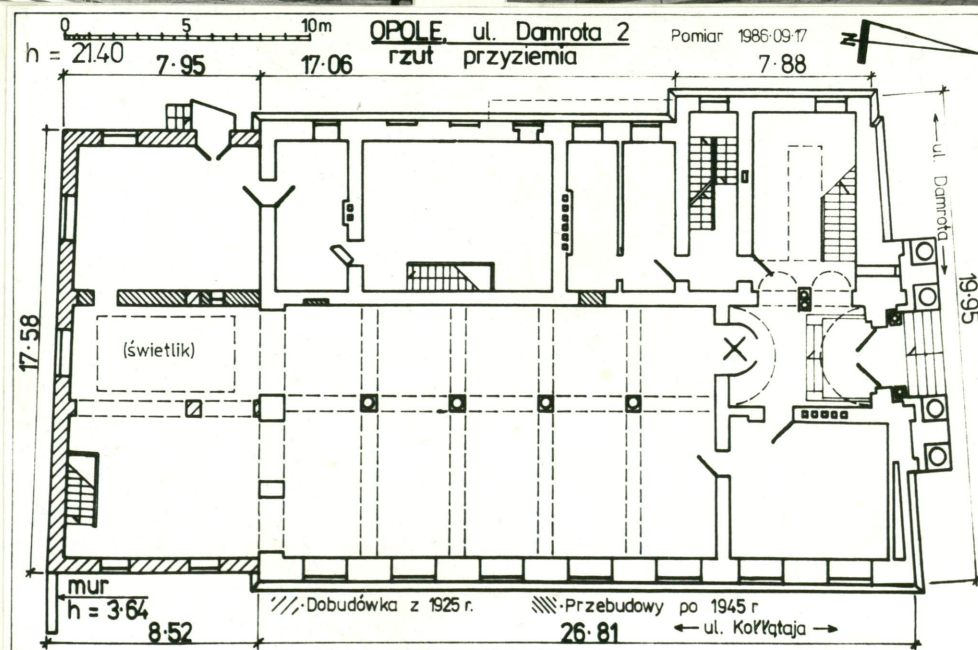 0 5 10m
OPOLE, ul. Damrota 2
Pomiar 1986·09·17
N
h = 21.40
rzut przyziemia
7·95 17·06 7·88
ul. Damrota
19·95
17·58
(świetlik)
mur
h = 3·64
Dobudówka z 1925 r.
Przebudowy po 1945 r
8·52
26·81
ul. Kołłątaja